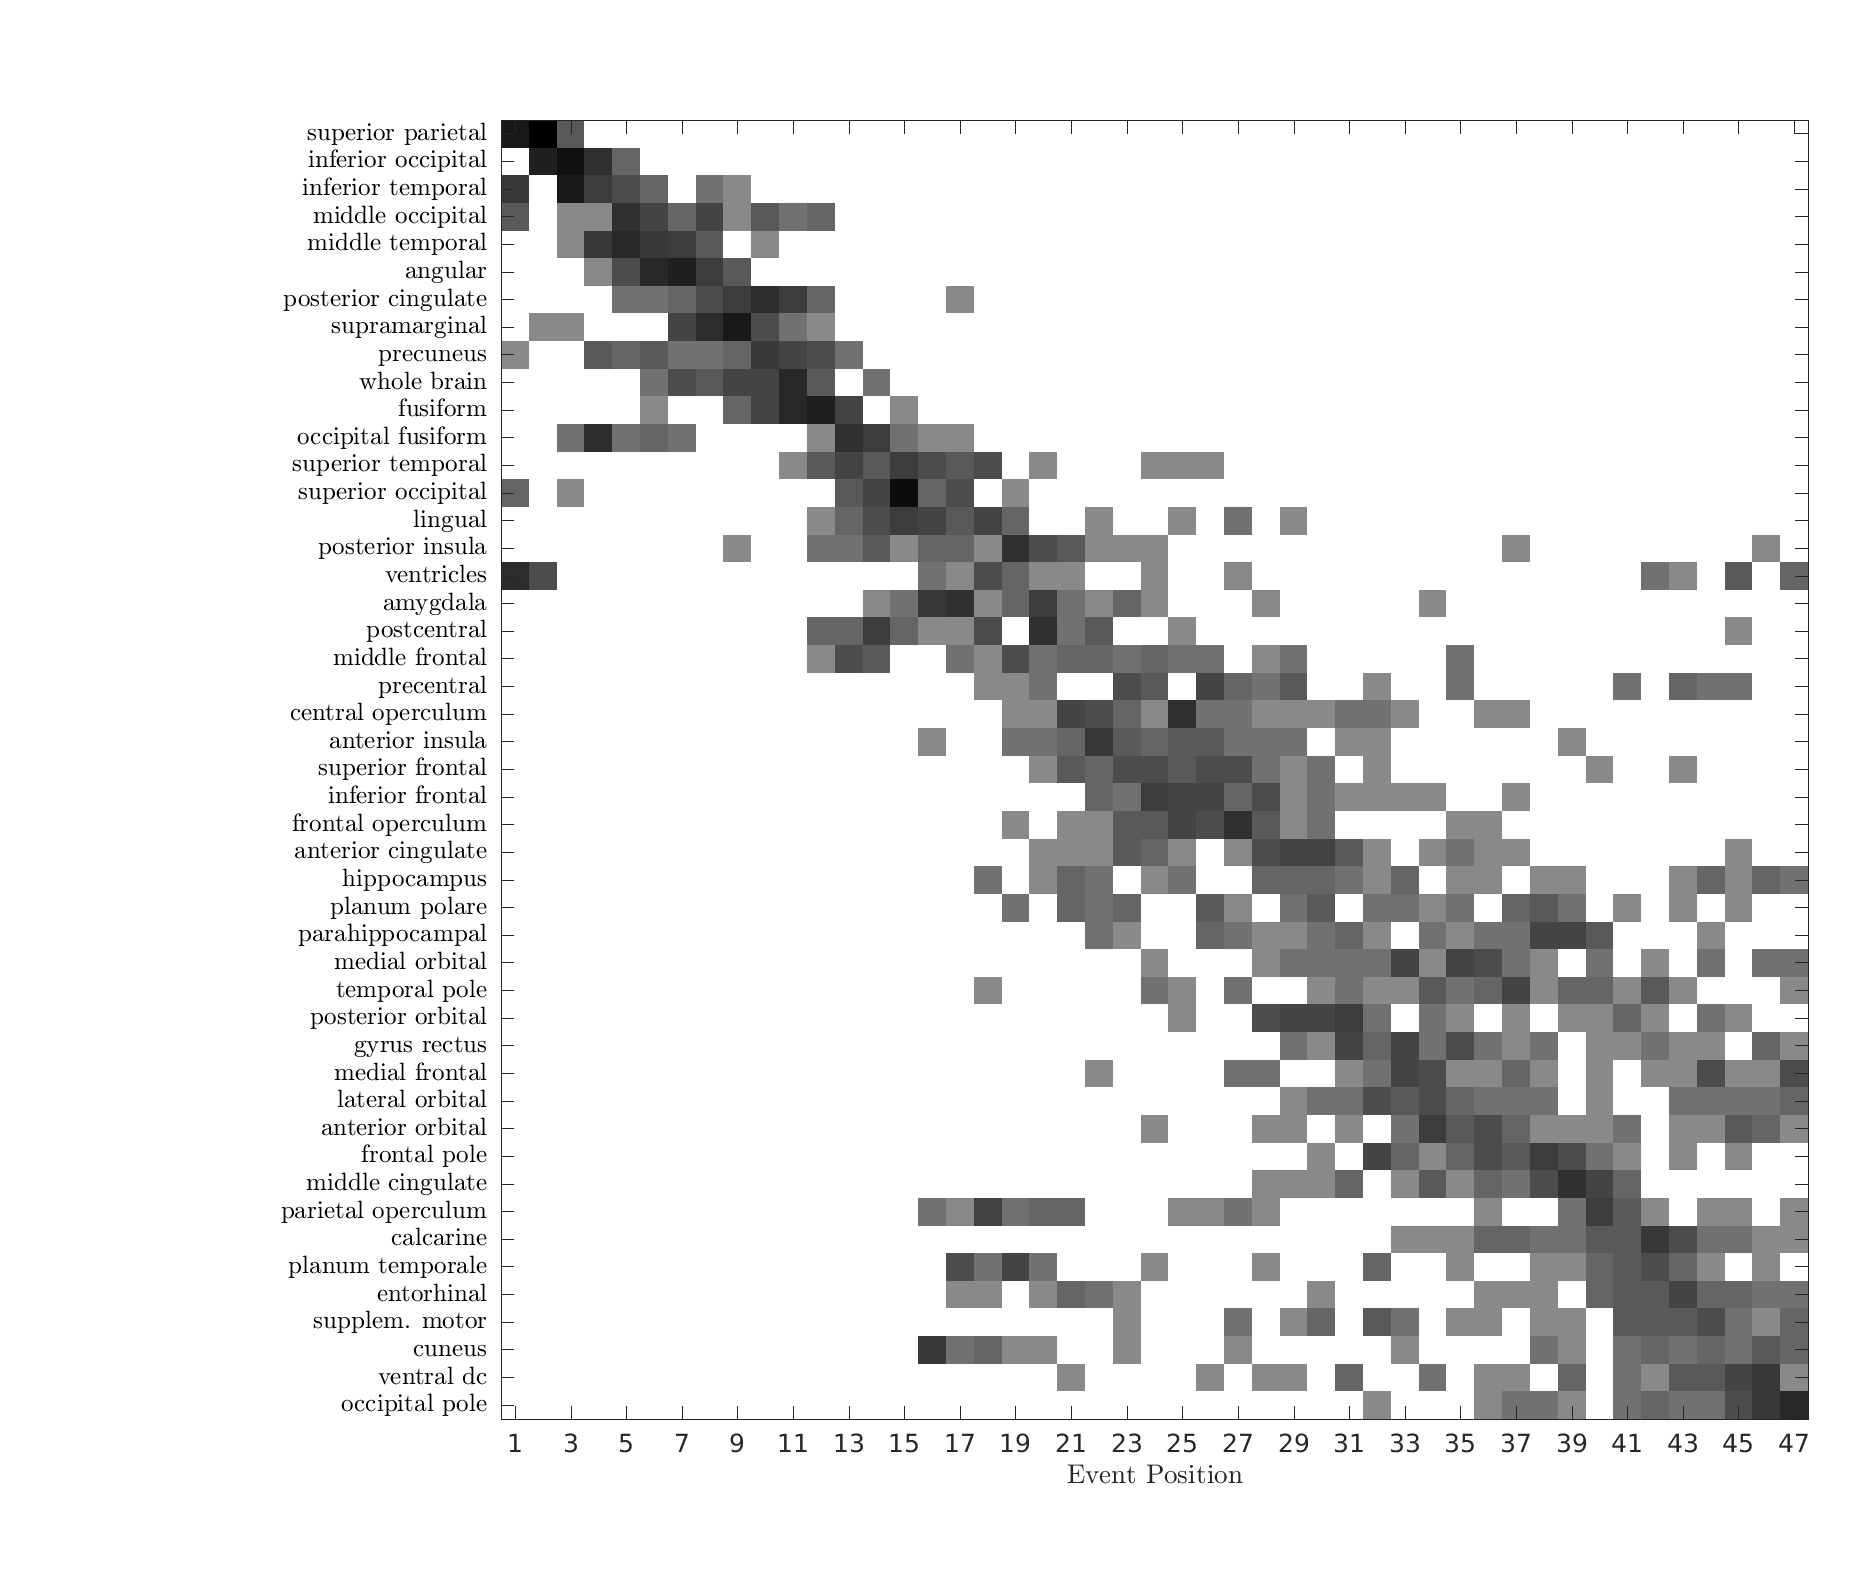 superior parietal
inferior occipital
inferior temporal
middle occipital
middle temporal
angular
posterior cingulate
supramarginal
precuneus
whole brain
fusiform
occipital fusiform
superior temporal
superior occipital
lingual
posterior insula
ventricles
amygdala
postcentral
middle frontal
precentral
central operculum
anterior insula
superior frontal
inferior frontal
frontal operculum
anterior cingulate
hippocampus
planum polare
parahippocampal
medial orbital
temporal pole
posterior orbital
gyrus rectus
medial frontal
lateral orbital
anterior orbital
frontal pole
middle cingulate
parietal operculum
calcarine
planum temporale
entorhinal
supplem. motor
cuneus
ventral dc
occipital pole
1 3 5 7 9 11 13 15 17 19 21 23 25 27 29 31 33 35 37 39 41 43 45 47
Event Position